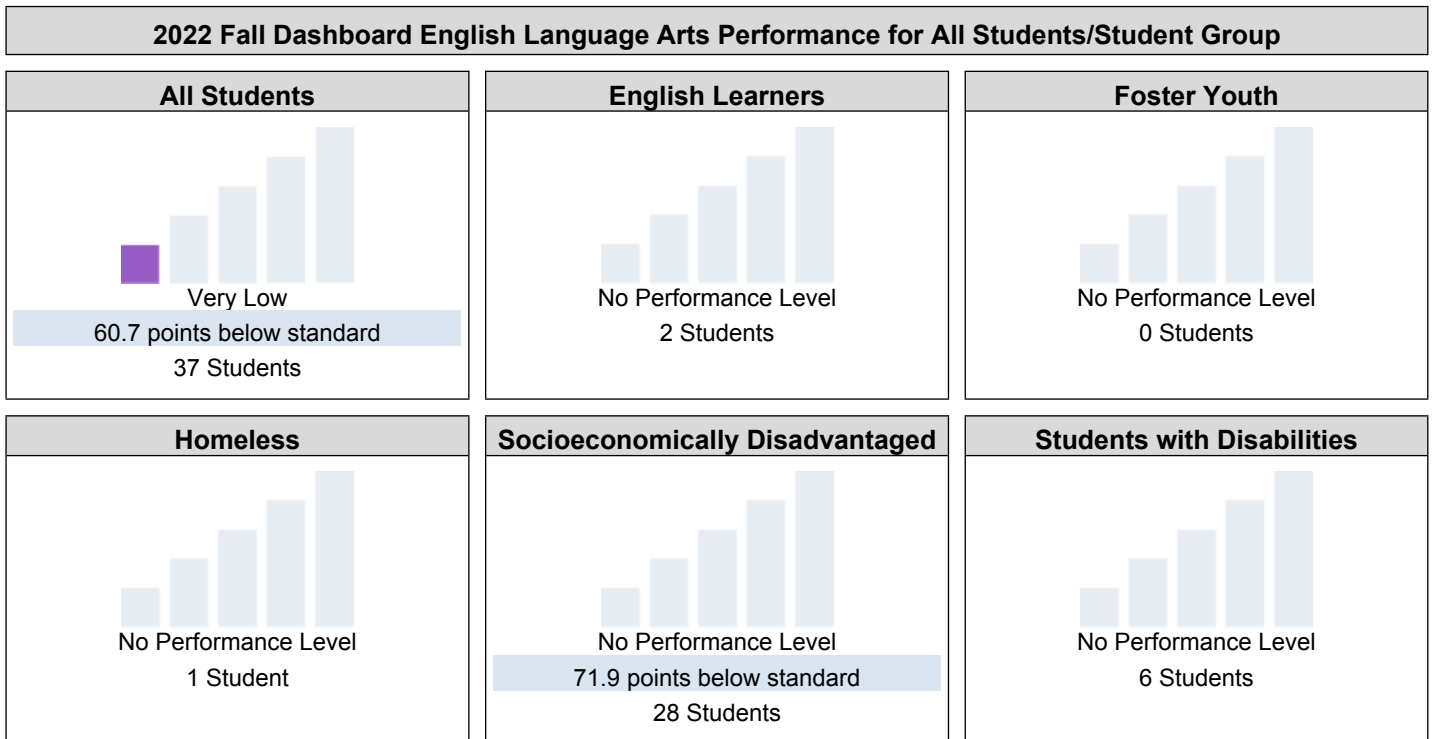 2022 Fall Dashboard English Language Arts Performance for All Students/Student Group
All Students
Very Low
60.7 points below standard
37 Students
English Learners
No Performance Level
2 Students
Foster Youth
No Performance Level
0 Students
Homeless
No Performance Level
1 Student
Socioeconomically Disadvantaged
No Performance Level
71.9 points below standard
28 Students
Students with Disabilities
No Performance Level
6 Students